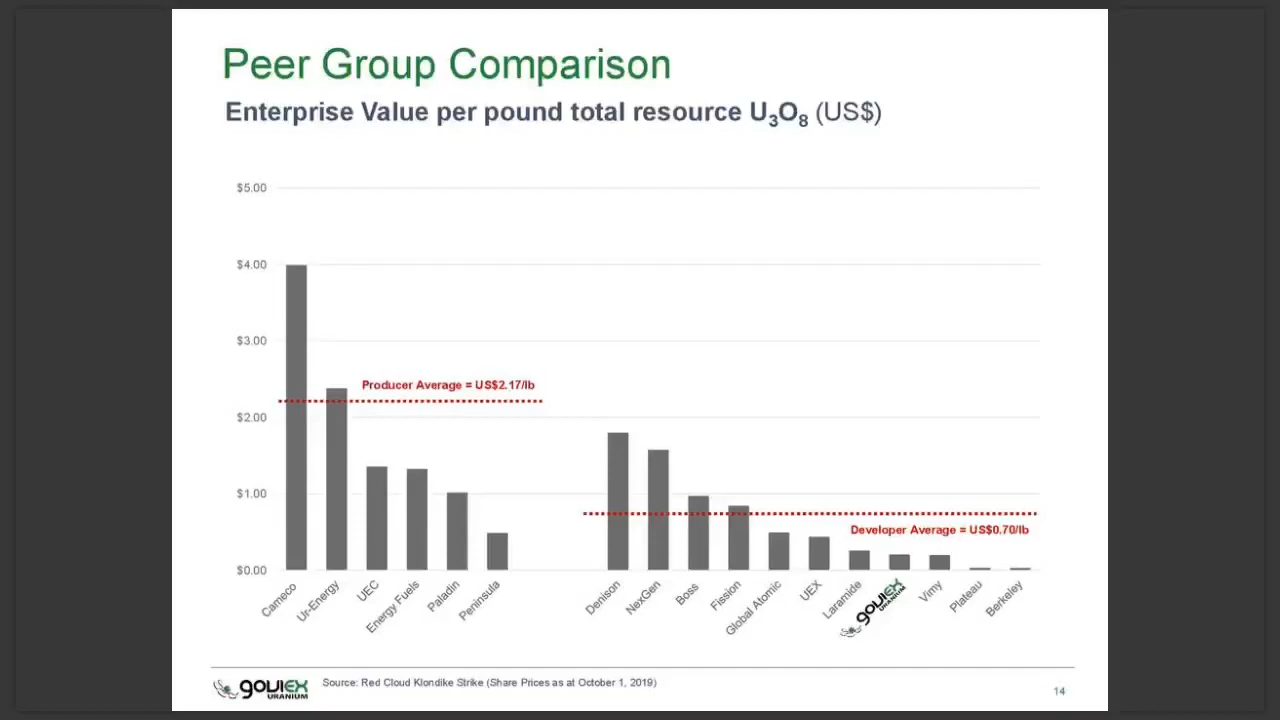 Peer Group Comparison
Enterprise Value per pound total resource U₃O₈ (US$)
$5.00
$4.00
$3.00
$2.00
$1.00
$0.00
Producer Average = US$2.17/lb
Developer Average = US$0.70/lb
Cameco
Ur-Energy
UEC
Energy Fuels
Paladin
Peninsula
Denison
NexGen
Boss
Fission
Global Atomic
UEX
Laramide
GOVIEX
URANIUM
Vimy
Plateau
Berkeley
GOVIEX
URANIUM
Source: Red Cloud Klondike Strike (Share Prices as at October 1, 2019)
14